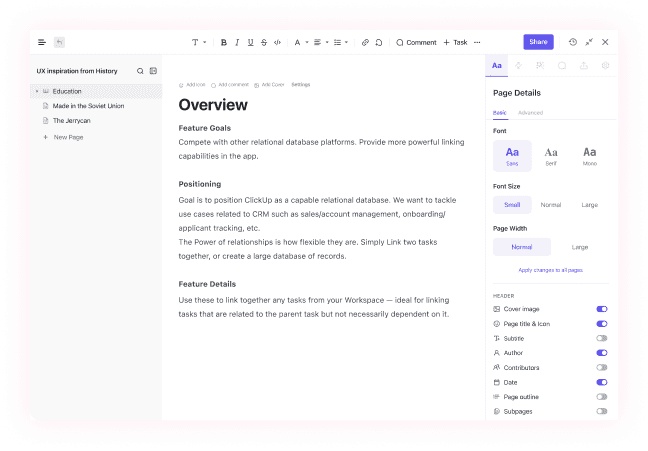 T B I U S </> A Comment + Task ... Share
UX inspiration from History
Education
Made in the Soviet Union
The Jerrycan
+ New Page
Add icon Add comment Add Cover Settings
Overview
Feature Goals
Compete with other relational database platforms. Provide more powerful linking
capabilities in the app.
Positioning
Goal is to position ClickUp as a capable relational database. We want to tackle
use cases related to CRM such as sales/account management, onboarding/
applicant tracking, etc.
The Power of relationships is how flexible they are. Simply Link two tasks
together, or create a large database of records.
Feature Details
Use these to link together any tasks from your Workspace — ideal for linking
tasks that are related to the parent task but not necessarily dependent on it.
Aa
Page Details
Basic Advanced
Font
Aa Aa Aa
Sans Serif Mono
Font Size
Small Normal Large
Page Width
Normal Large
Apply changes to all pages
HEADER
Cover image
Page title & Icon
Subtitle
Author
Contributors
Date
Page outline
Subpages